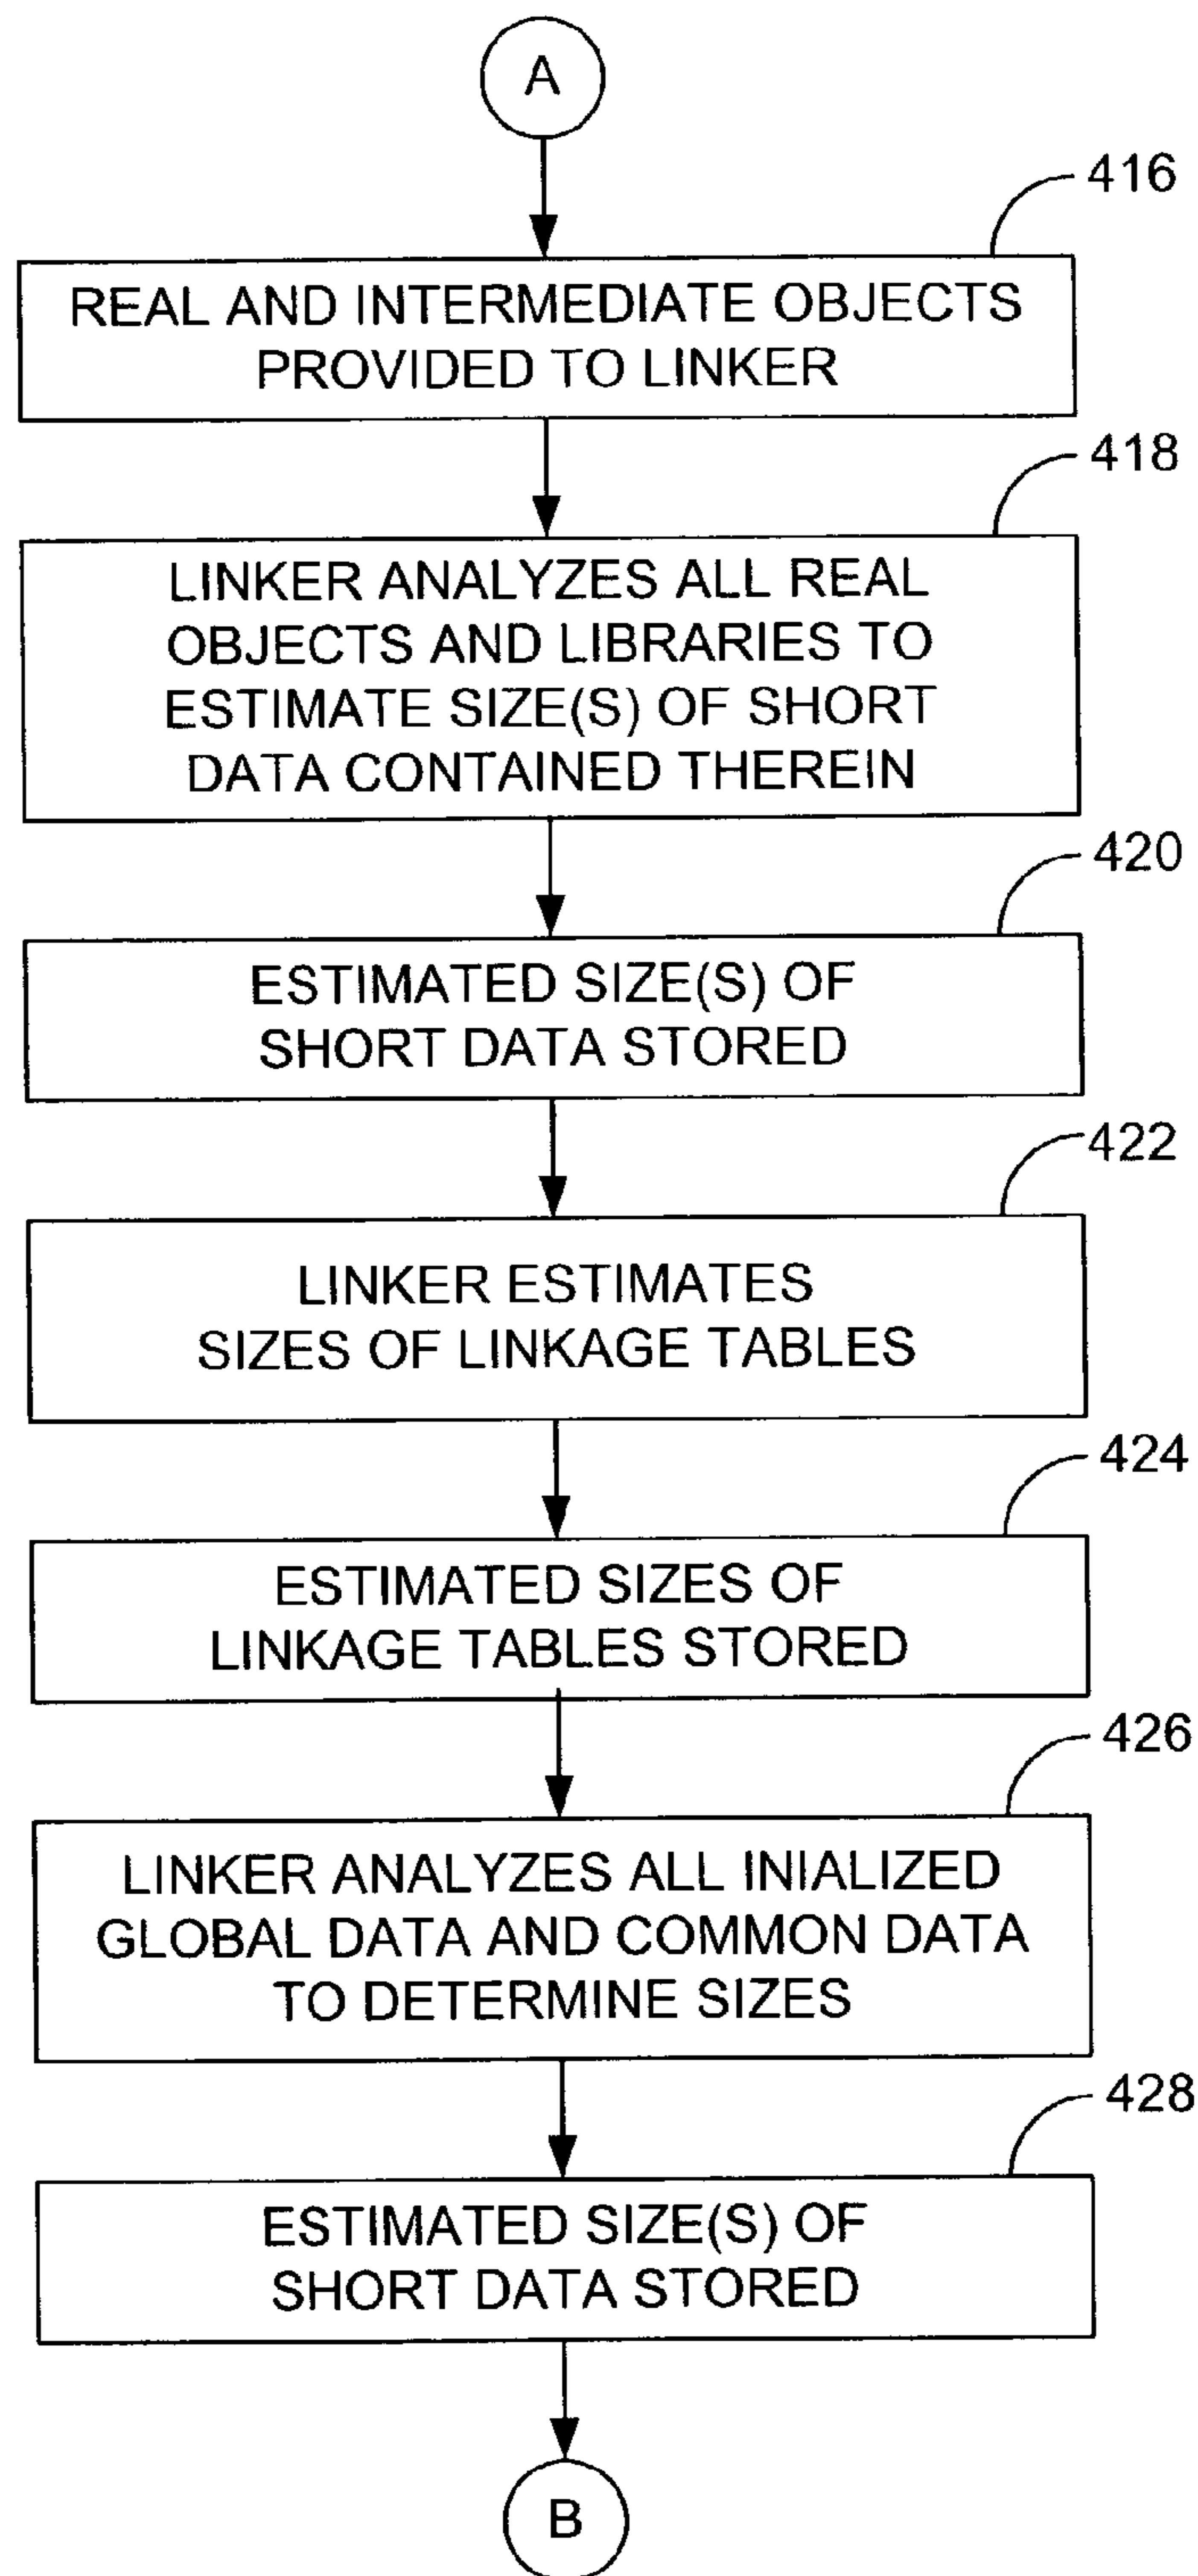 A
416
REAL AND INTERMEDIATE OBJECTS
PROVIDED TO LINKER
418
LINKER ANALYZES ALL REAL
OBJECTS AND LIBRARIES TO
ESTIMATE SIZE(S) OF SHORT
DATA CONTAINED THEREIN
420
ESTIMATED SIZE(S) OF
SHORT DATA STORED
422
LINKER ESTIMATES
SIZES OF LINKAGE TABLES
424
ESTIMATED SIZES OF
LINKAGE TABLES STORED
426
LINKER ANALYZES ALL INIALIZED
GLOBAL DATA AND COMMON DATA
TO DETERMINE SIZES
428
ESTIMATED SIZE(S) OF
SHORT DATA STORED
B